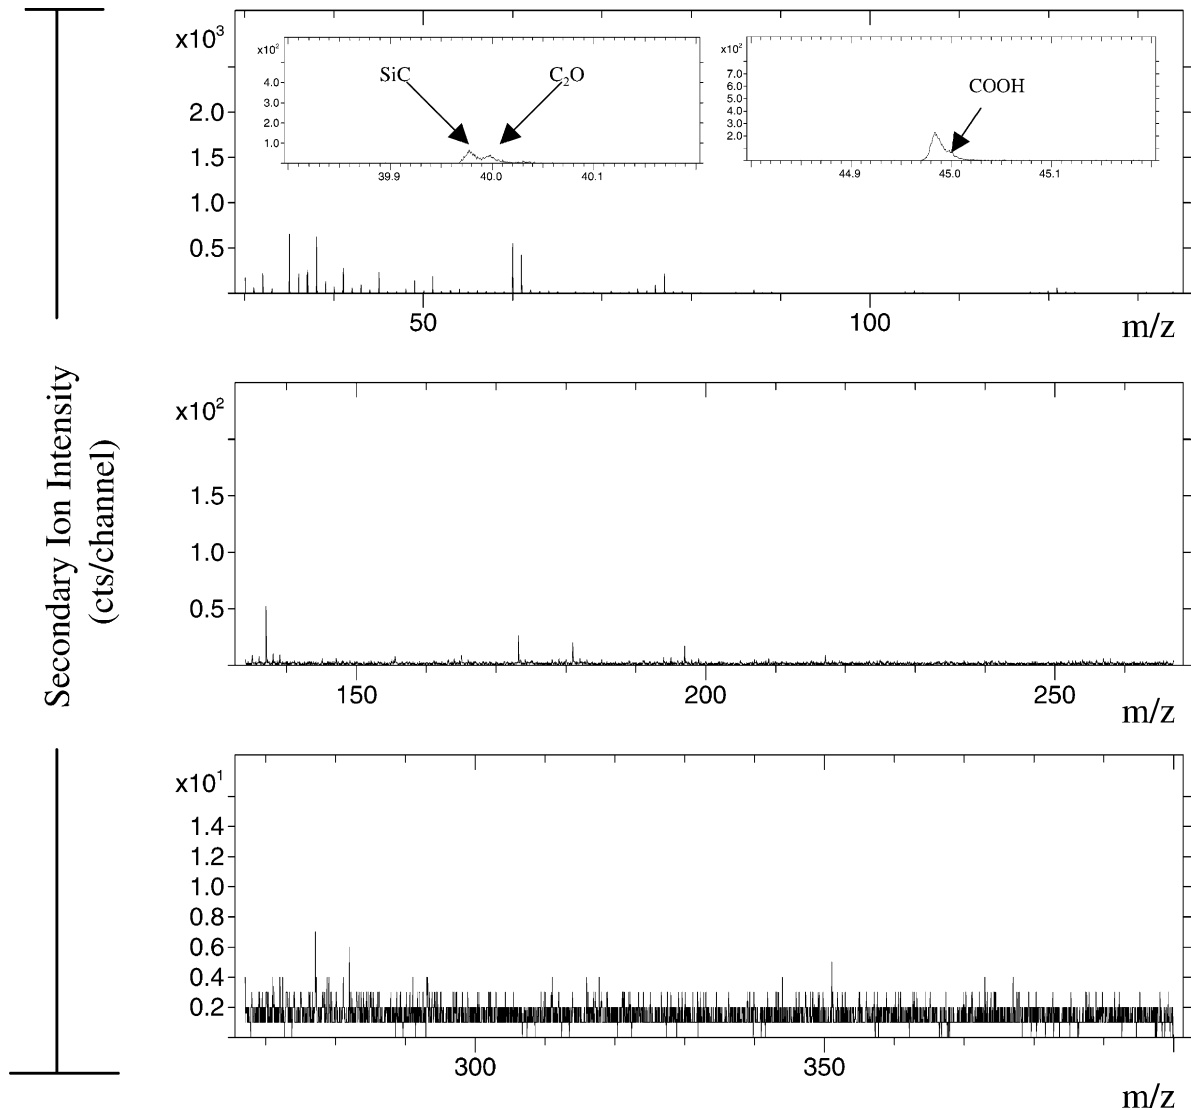 x10³
x10²
SiC
C₂O
4.0
3.0
2.0
1.0
39.9 40.0 40.1
x10²
COOH
7.0
6.0
5.0
4.0
3.0
2.0
44.9 45.0 45.1
2.0
1.5
1.0
0.5
50 100
m/z
Secondary Ion Intensity
(cts/channel)
x10²
1.5
1.0
0.5
150 200 250
m/z
x10¹
1.4
1.2
1.0
0.8
0.6
0.4
0.2
300 350
m/z